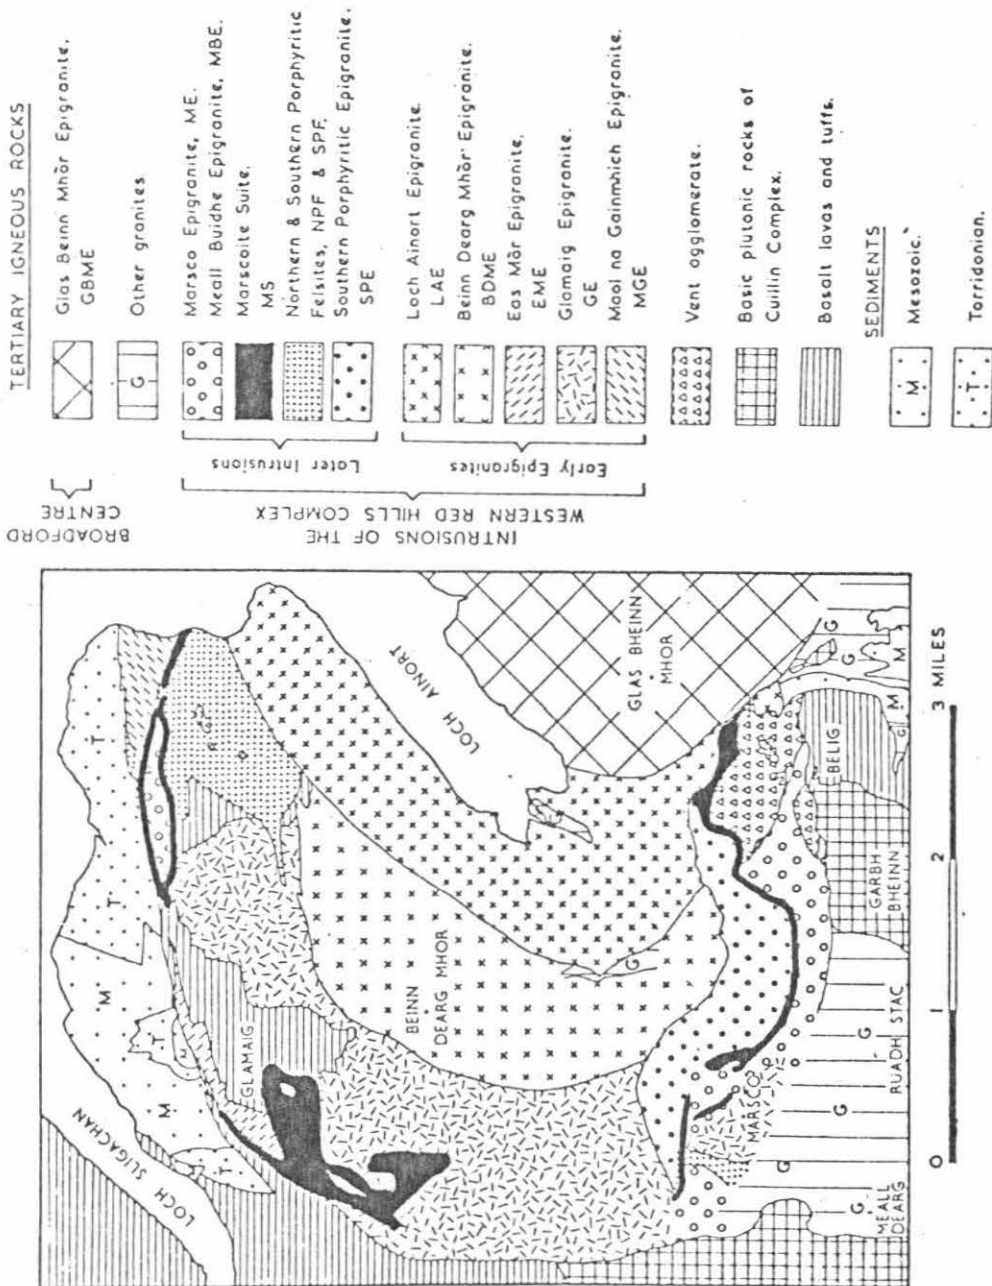 TERTIARY IGNEOUS ROCKS
BROADFORD
CENTRE
Glas Beinn Mhòr Epigranite,
GBME
G
Other granites
INTRUSIONS OF THE
WESTERN RED HILLS COMPLEX
Later Intrusions
Marsco Epigranite, ME.
Meall Buidhe Epigranite, MBE.
Marscoite Suite,
MS
Northern & Southern Porphyritic
Felsites, NPF & SPF.
Southern Porphyritic Epigranite,
SPE
Early Epigranites
Loch Ainort Epigranite,
LAE
Beinn Dearg Mhòr Epigranite
BDME
Eas Mòr Epigranite,
EME
Glamaig Epigranite,
GE
Maol na Gainmhich Epigranite,
MGE
Vent agglomerate.
Basic plutonic rocks of
Cuillin Complex.
Basalt lavas and tuffs.
SEDIMENTS
M
Mesozoic.
T
Torridonian.
LOCH SLIGACHAN
M
T
T
M
T
M
T
T
GLAMAIG
BEINN
DEARG MHOR
G
LOCH AINORT
GLAS BHEINN
MHOR
MARSCO
BELIG
GARBH
BHEINN
RUADH STAC
MEALL
DEARG
G
G
G
G
G
G
G
G
M
M
M
0 1 2 3 MILES